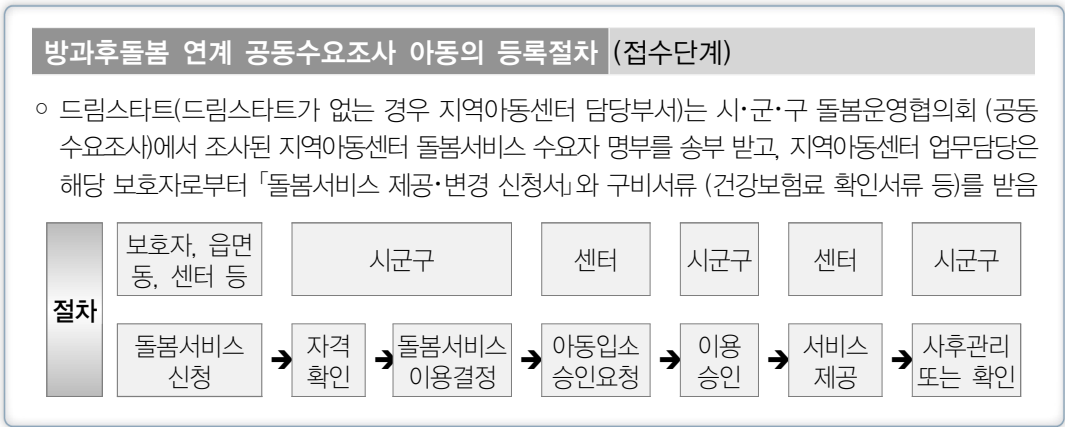 방과후돌봄 연계 공동수요조사 아동의 등록절차 (접수단계)
○ 드림스타트(드림스타트가 없는 경우 지역아동센터 담당부서)는 시·군·구 돌봄운영협의회 (공동
수요조사)에서 조사된 지역아동센터 돌봄서비스 수요자 명부를 송부 받고, 지역아동센터 업무담당은
해당 보호자로부터 「돌봄서비스 제공·변경 신청서」와 구비서류 (건강보험료 확인서류 등)를 받음
절차
보호자, 읍면
동, 센터 등
시군구
센터
시군구
센터
시군구
돌봄서비스
신청
➔
자격
확인
➔
돌봄서비스
이용결정
➔
아동입소
승인요청
➔
이용
승인
➔
서비스
제공
➔
사후관리
또는 확인